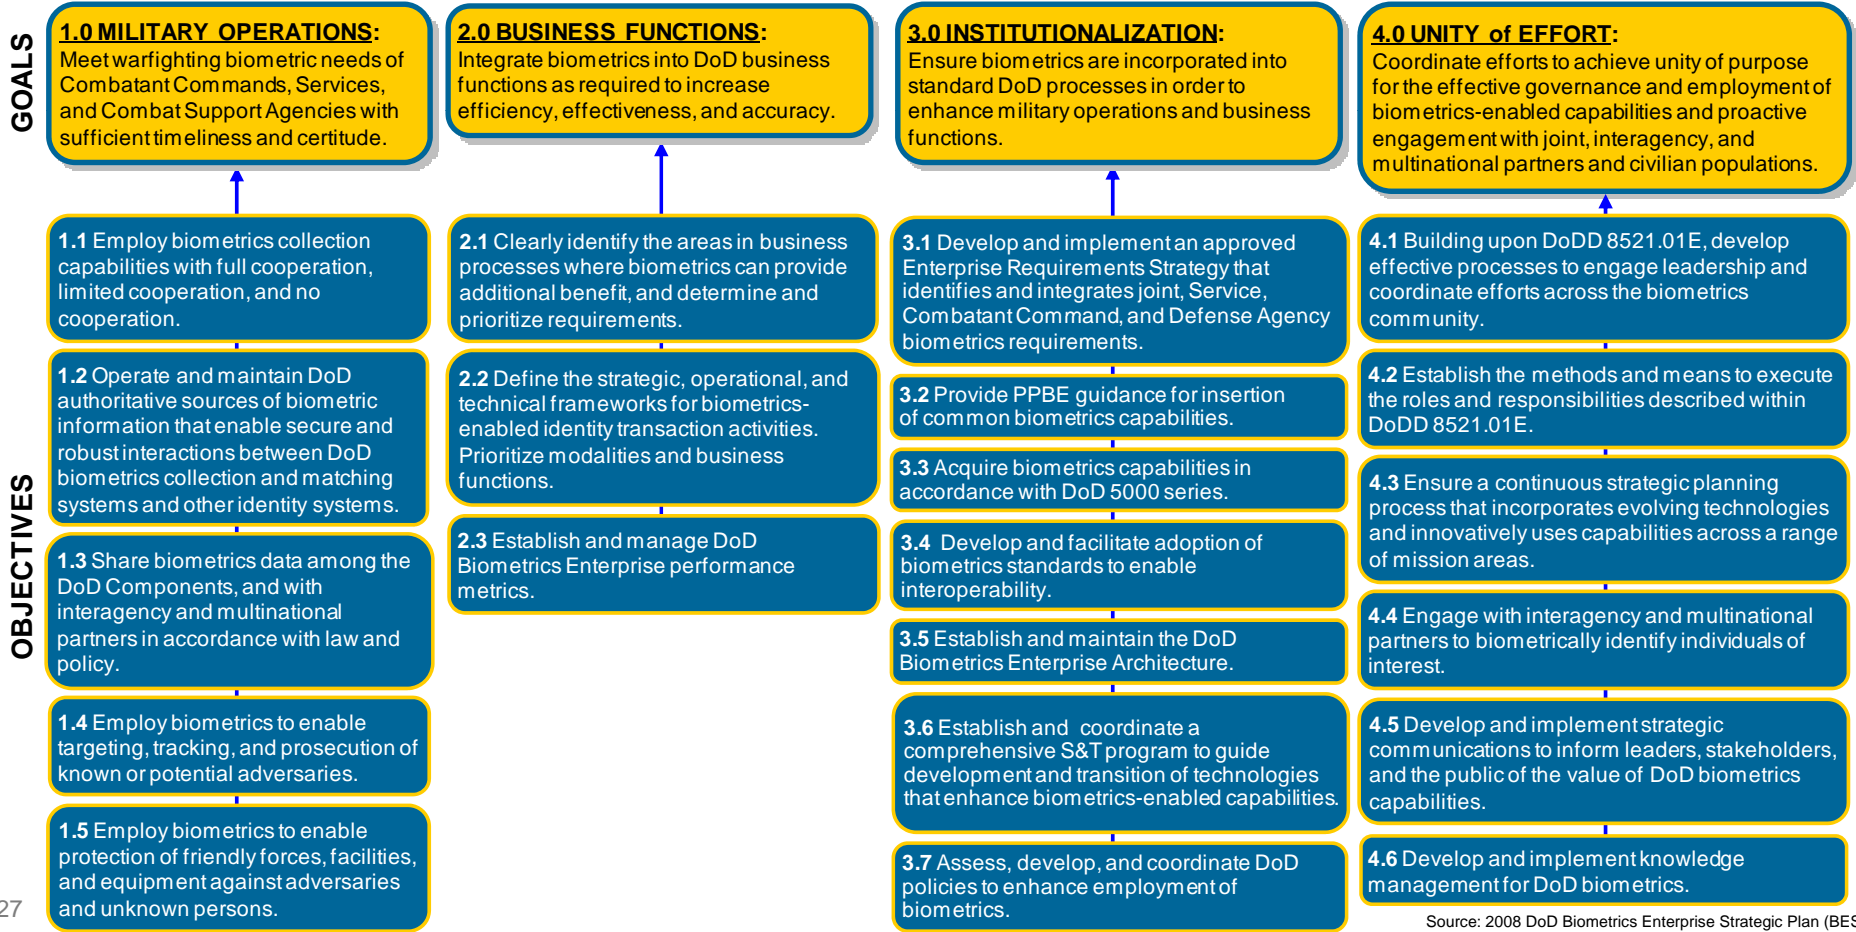 GOALS
1.0 MILITARY OPERATIONS:
Meet warfighting biometric needs of
Combatant Commands, Services,
and Combat Support Agencies with
sufficient timeliness and certitude.
2.0 BUSINESS FUNCTIONS:
Integrate biometrics into DoD business
functions as required to increase
efficiency, effectiveness, and accuracy.
3.0 INSTITUTIONALIZATION:
Ensure biometrics are incorporated into
standard DoD processes in order to
enhance military operations and business
functions.
4.0 UNITY of EFFORT:
Coordinate efforts to achieve unity of purpose
for the effective governance and employment of
biometrics-enabled capabilities and proactive
engagement with joint, interagency, and
multinational partners and civilian populations.
OBJECTIVES
1.1 Employ biometrics collection
capabilities with full cooperation,
limited cooperation, and no
cooperation.
1.2 Operate and maintain DoD
authoritative sources of biometric
information that enable secure and
robust interactions between DoD
biometrics collection and matching
systems and other identity systems.
1.3 Share biometrics data among the
DoD Components, and with
interagency and multinational
partners in accordance with law and
policy.
1.4 Employ biometrics to enable
targeting, tracking, and prosecution of
known or potential adversaries.
1.5 Employ biometrics to enable
protection of friendly forces, facilities,
and equipment against adversaries
and unknown persons.
2.1 Clearly identify the areas in business
processes where biometrics can provide
additional benefit, and determine and
prioritize requirements.
2.2 Define the strategic, operational, and
technical frameworks for biometrics-
enabled identity transaction activities.
Prioritize modalities and business
functions.
2.3 Establish and manage DoD
Biometrics Enterprise performance
metrics.
3.1 Develop and implement an approved
Enterprise Requirements Strategy that
identifies and integrates joint, Service,
Combatant Command, and Defense Agency
biometrics requirements.
3.2 Provide PPBE guidance for insertion
of common biometrics capabilities.
3.3 Acquire biometrics capabilities in
accordance with DoD 5000 series.
3.4 Develop and facilitate adoption of
biometrics standards to enable
interoperability.
3.5 Establish and maintain the DoD
Biometrics Enterprise Architecture.
3.6 Establish and coordinate a
comprehensive S&T program to guide
development and transition of technologies
that enhance biometrics-enabled capabilities.
3.7 Assess, develop, and coordinate DoD
policies to enhance employment of
biometrics.
4.1 Building upon DoDD 8521.01E, develop
effective processes to engage leadership and
coordinate efforts across the biometrics
community.
4.2 Establish the methods and means to execute
the roles and responsibilities described within
DoDD 8521.01E.
4.3 Ensure a continuous strategic planning
process that incorporates evolving technologies
and innovatively uses capabilities across a range
of mission areas.
4.4 Engage with interagency and multinational
partners to biometrically identify individuals of
interest.
4.5 Develop and implement strategic
communications to inform leaders, stakeholders,
and the public of the value of DoD biometrics
capabilities.
4.6 Develop and implement knowledge
management for DoD biometrics.
27
Source: 2008 DoD Biometrics Enterprise Strategic Plan (BES